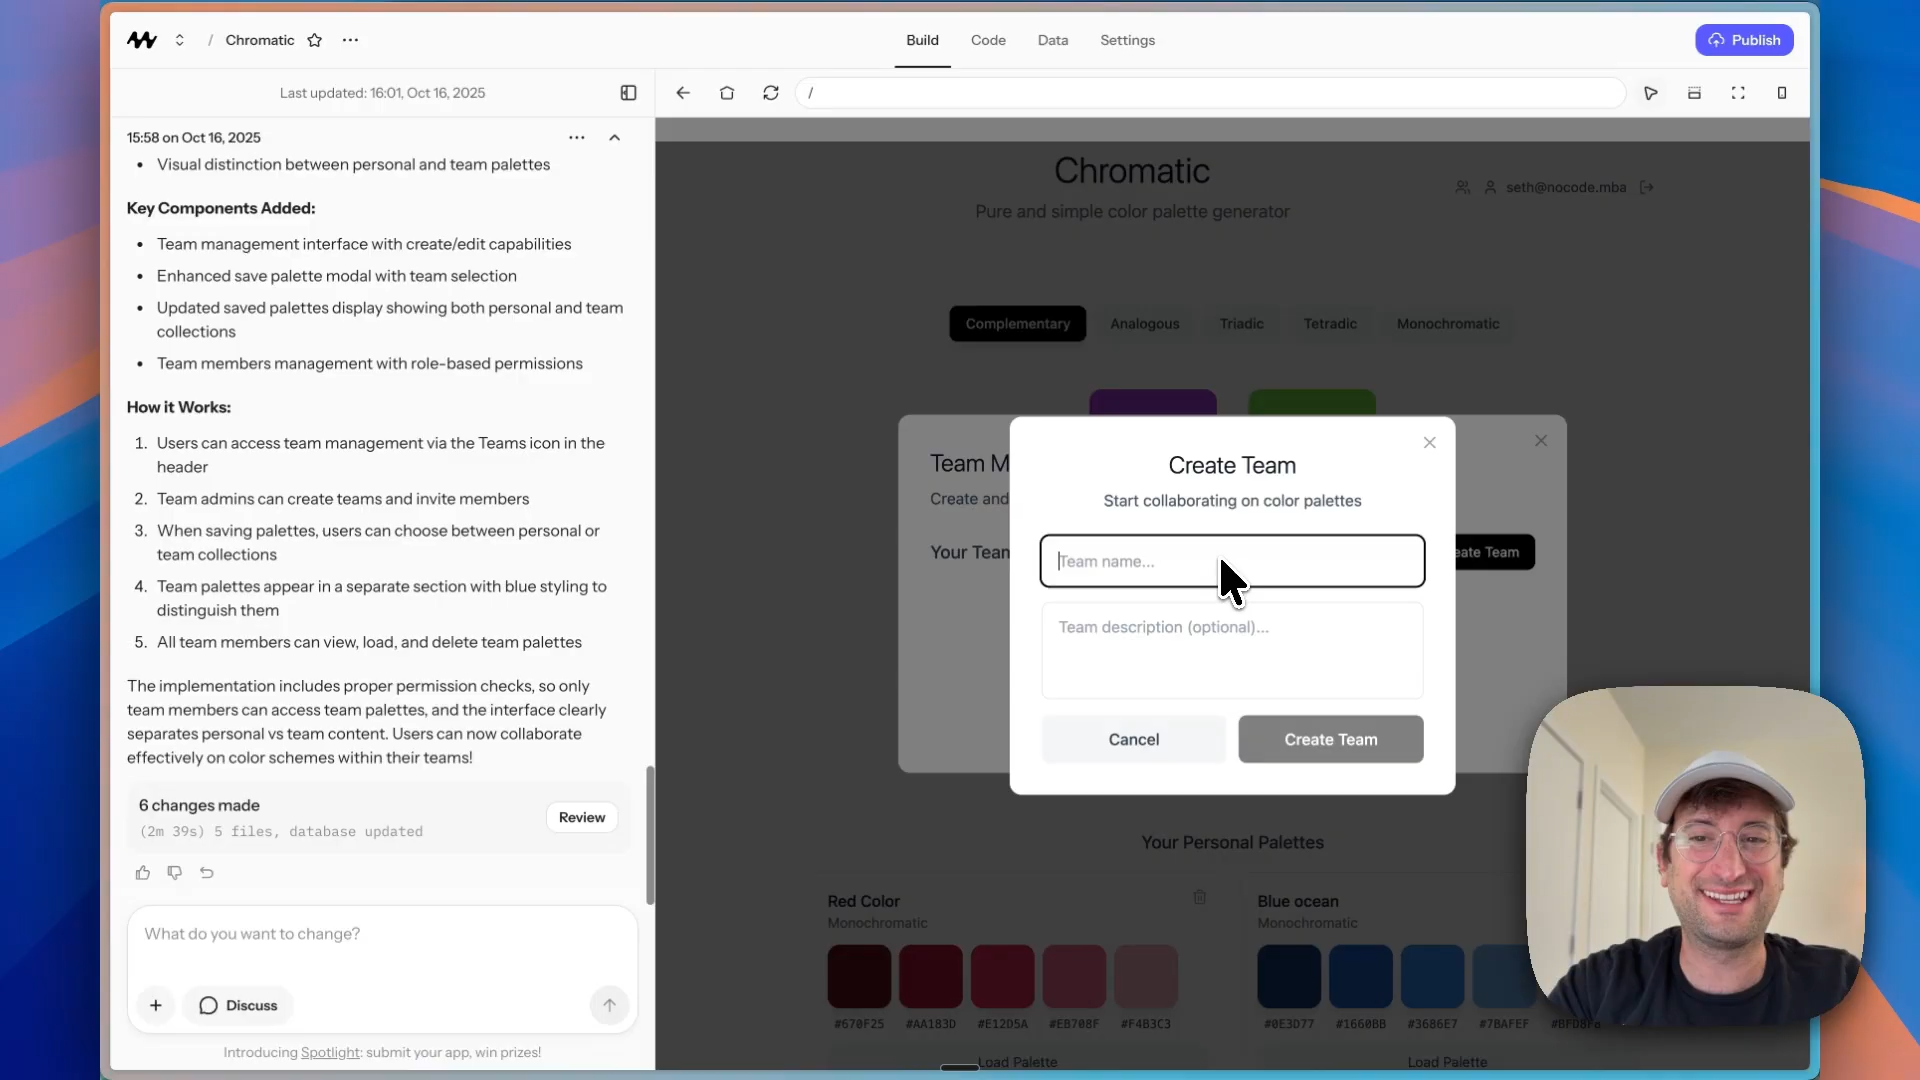 / Chromatic
Build Code Data Settings
Publish
Last updated: 16:01, Oct 16, 2025
/
15:58 on Oct 16, 2025
• Visual distinction between personal and team palettes
Key Components Added:
• Team management interface with create/edit capabilities
• Enhanced save palette modal with team selection
• Updated saved palettes display showing both personal and team
collections
• Team members management with role-based permissions
How it Works:
1. Users can access team management via the Teams icon in the
header
2. Team admins can create teams and invite members
3. When saving palettes, users can choose between personal or
team collections
4. Team palettes appear in a separate section with blue styling to
distinguish them
5. All team members can view, load, and delete team palettes
The implementation includes proper permission checks, so only
team members can access team palettes, and the interface clearly
separates personal vs team content. Users can now collaborate
effectively on color schemes within their teams!
6 changes made
(2m 39s) 5 files, database updated
Review
What do you want to change?
Discuss
Introducing Spotlight: submit your app, win prizes!
Chromatic
Pure and simple color palette generator
seth@nocode.mba
Complementary Analogous Triadic Tetradic Monochromatic
Team M
Create and
Your Team
eate Team
Create Team
Start collaborating on color palettes
Team name...
Team description (optional)...
Cancel
Create Team
Your Personal Palettes
Red Color
Monochromatic
#670F25 #AA183D #E12D5A #EB708F #F4B3C3
Load Palette
Blue ocean
Monochromatic
#0E3D77 #1660BB #3686E7 #7BAFEF
Load Palette